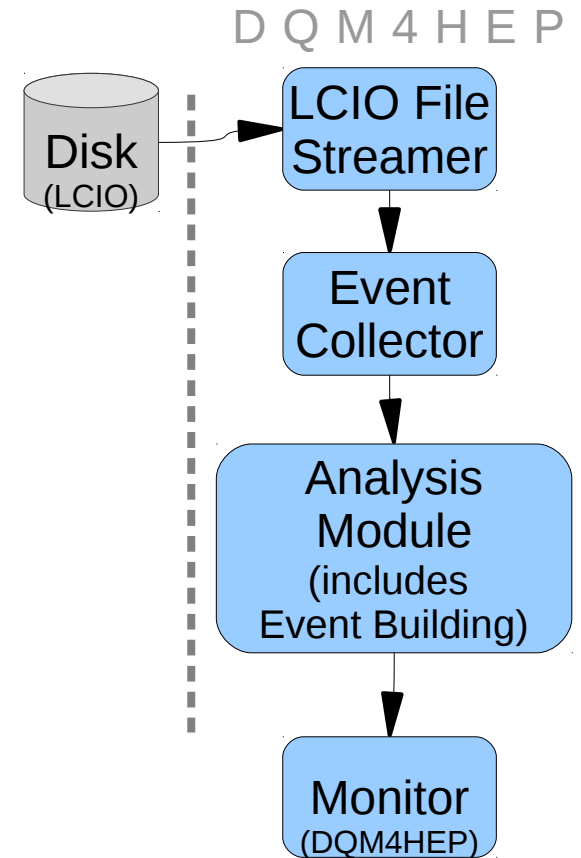 D Q M 4 H E P
Disk
(LCIO)
LCIO File
Streamer
Event
Collector
Analysis
Module
(includes
Event Building)
Monitor
(DQM4HEP)